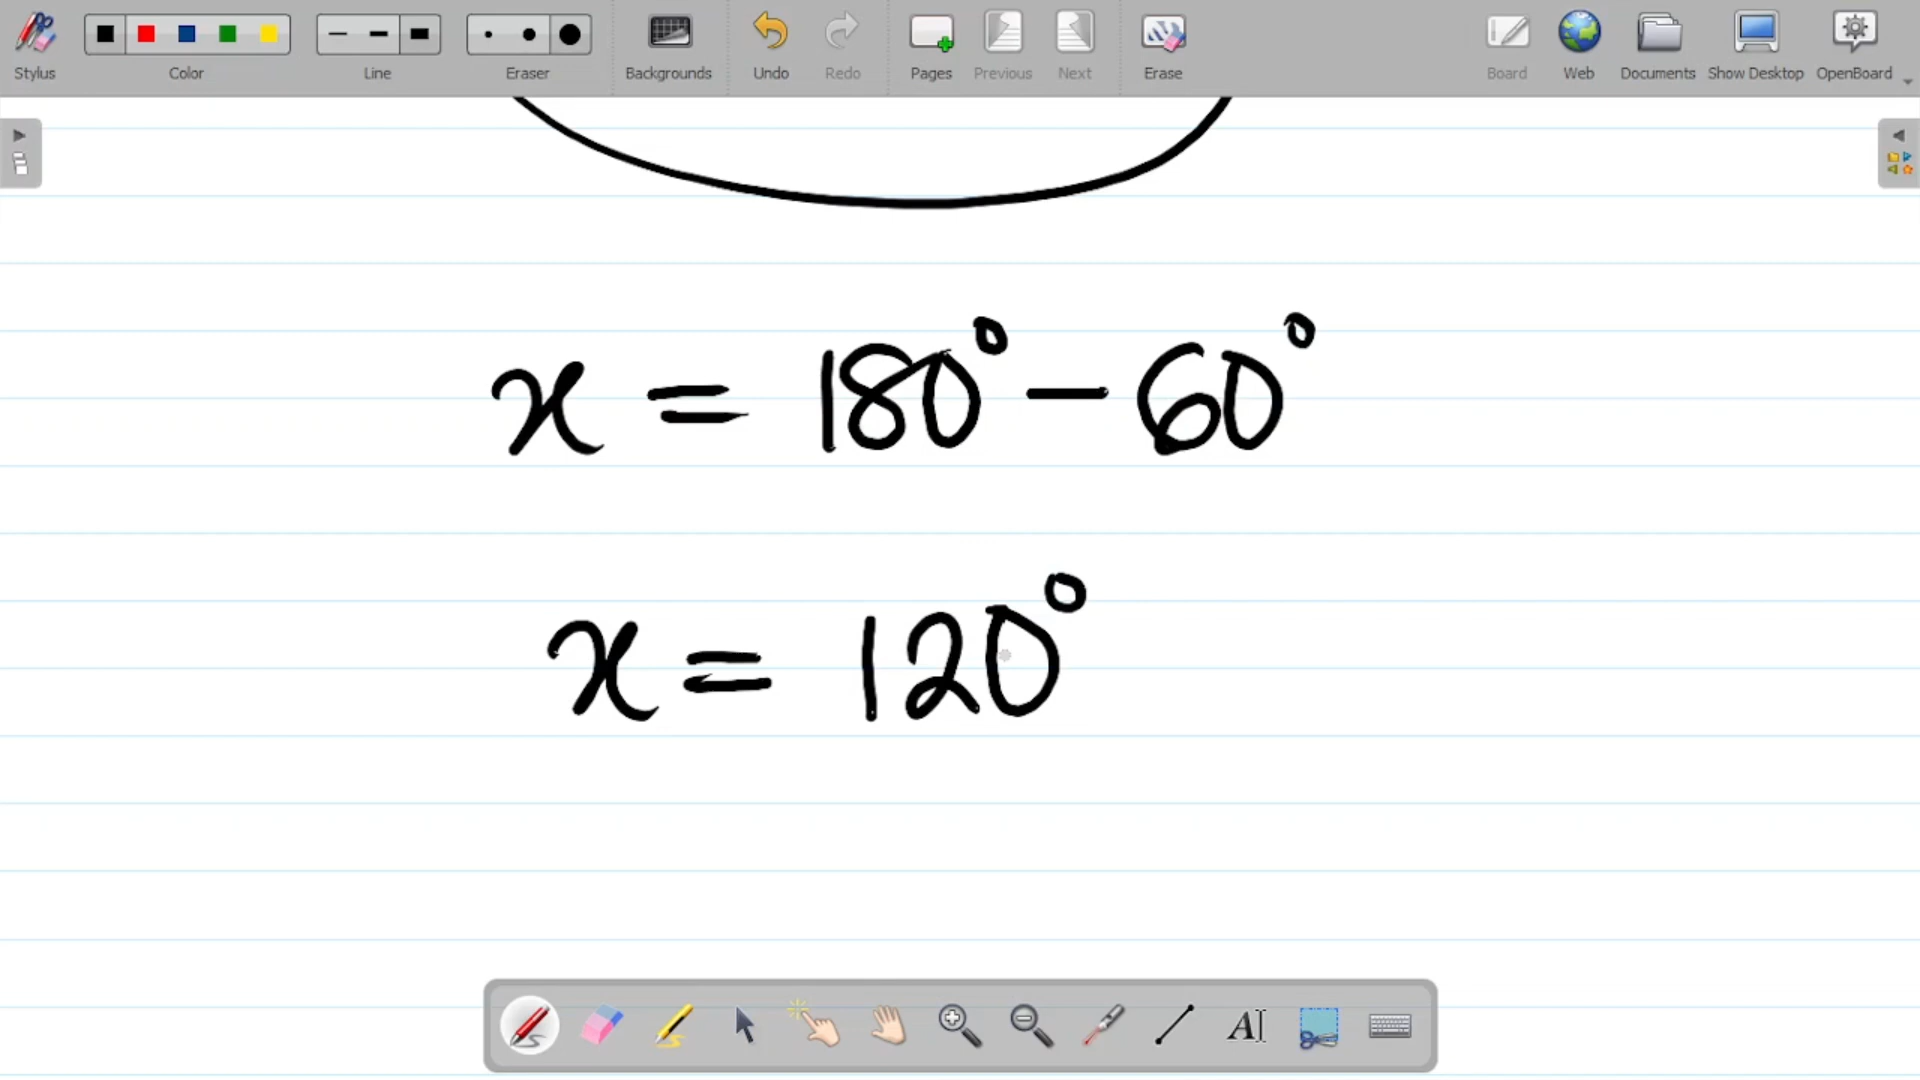 Stylus Color Line Eraser Backgrounds Undo Redo Pages Previous Next Erase Board Web Documents Show Desktop OpenBoard
x = 180° − 60°
x = 120°